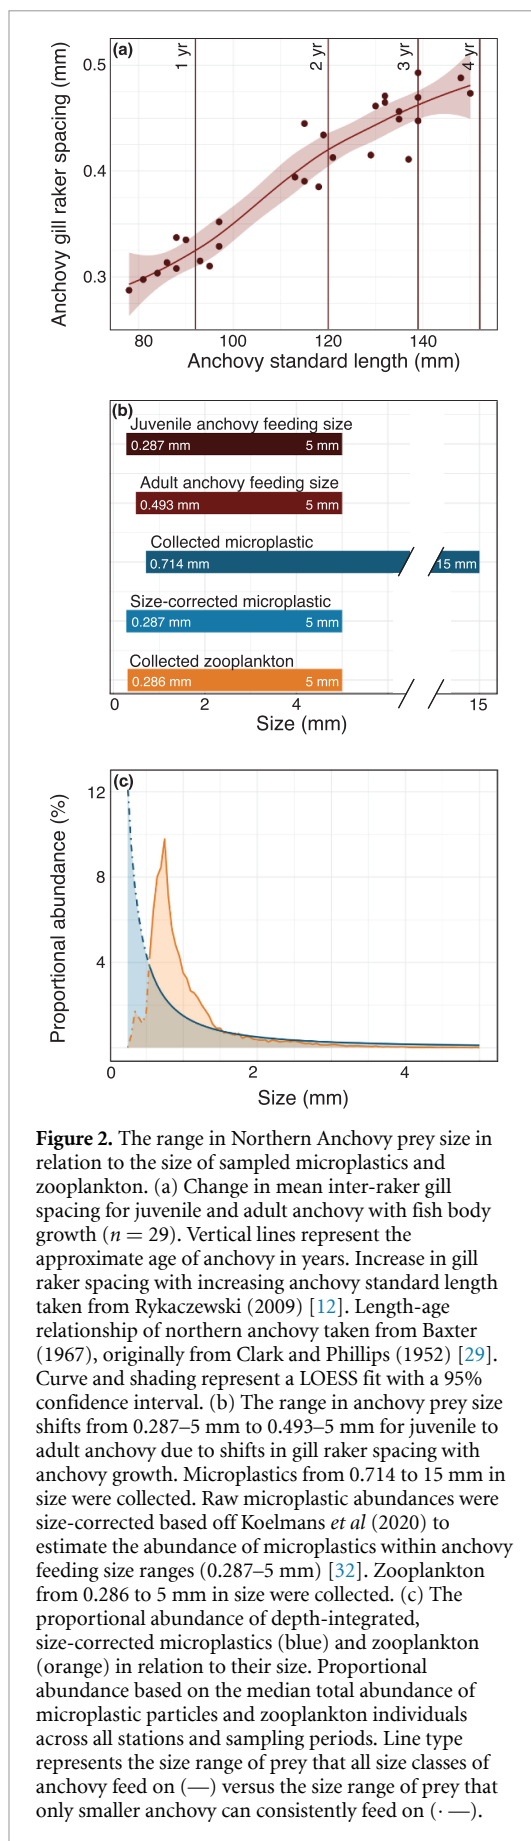 (a)
1 yr
2 yr
3 yr
4 yr
0.5
0.4
0.3
Anchovy gill raker spacing (mm)
80
100
120
140
Anchovy standard length (mm)
(b)
Juvenile anchovy feeding size
0.287 mm
5 mm
Adult anchovy feeding size
0.493 mm
5 mm
Collected microplastic
0.714 mm
15 mm
Size-corrected microplastic
0.287 mm
5 mm
Collected zooplankton
0.286 mm
5 mm
0
2
4
15
Size (mm)
(c)
12
8
4
Proportional abundance (%)
0
2
4
Size (mm)
Figure 2. The range in Northern Anchovy prey size in
relation to the size of sampled microplastics and
zooplankton. (a) Change in mean inter-raker gill
spacing for juvenile and adult anchovy with fish body
growth (n = 29). Vertical lines represent the
approximate age of anchovy in years. Increase in gill
raker spacing with increasing anchovy standard length
taken from Rykaczewski (2009) [12]. Length-age
relationship of northern anchovy taken from Baxter
(1967), originally from Clark and Phillips (1952) [29].
Curve and shading represent a LOESS fit with a 95%
confidence interval. (b) The range in anchovy prey size
shifts from 0.287–5 mm to 0.493–5 mm for juvenile to
adult anchovy due to shifts in gill raker spacing with
anchovy growth. Microplastics from 0.714 to 15 mm in
size were collected. Raw microplastic abundances were
size-corrected based off Koelmans et al (2020) to
estimate the abundance of microplastics within anchovy
feeding size ranges (0.287–5 mm) [32]. Zooplankton
from 0.286 to 5 mm in size were collected. (c) The
proportional abundance of depth-integrated,
size-corrected microplastics (blue) and zooplankton
(orange) in relation to their size. Proportional
abundance based on the median total abundance of
microplastic particles and zooplankton individuals
across all stations and sampling periods. Line type
represents the size range of prey that all size classes of
anchovy feed on (—) versus the size range of prey that
only smaller anchovy can consistently feed on (· —).